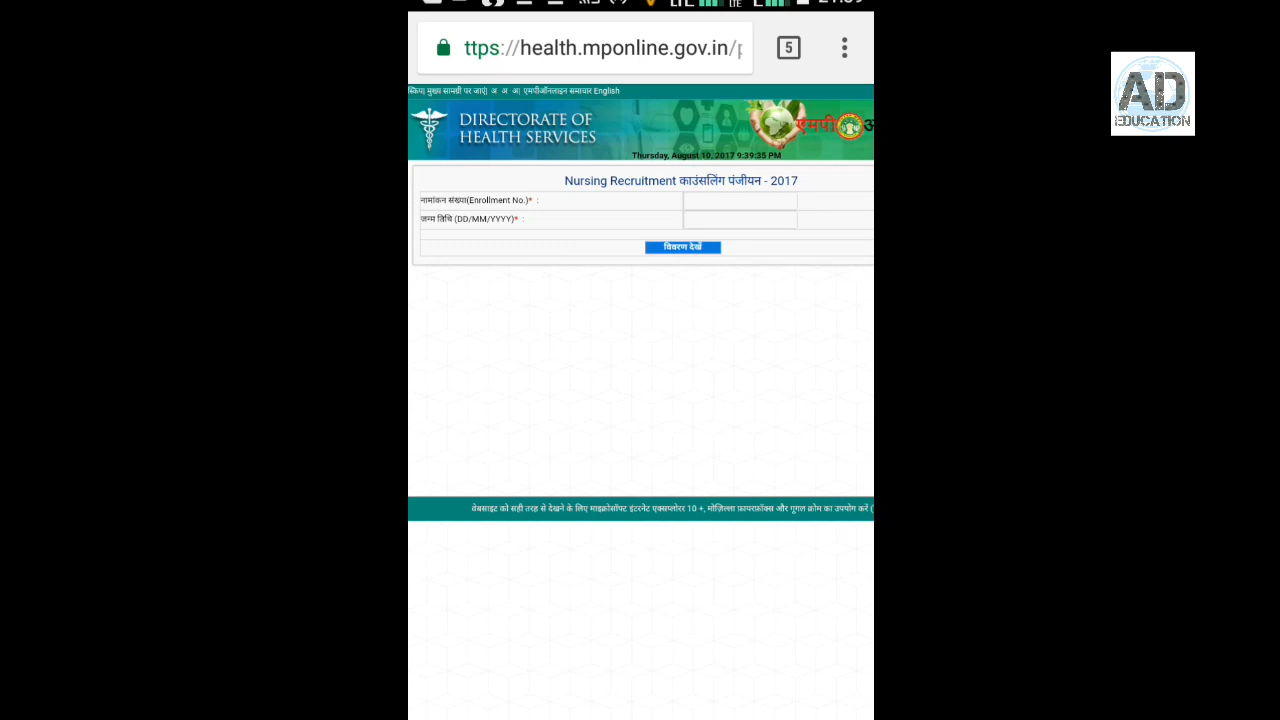 ttps://health.mponline.gov.in/p
5
AD
EDUCATION
स्किप| मुख्य सामग्री पर जाएं| अ अ अ| एमपीऑनलाइन समाचार English
DIRECTORATE OF
HEALTH SERVICES
एमपी
Thursday, August 10, 2017 9:39:35 PM
Nursing Recruitment काउंसलिंग पंजीयन - 2017
नामांकन संख्या(Enrollment No.)* :
जन्म तिथि (DD/MM/YYYY)* :
विवरण देखें
वेबसाइट को सही तरह से देखने के लिए माइक्रोसॉफ्ट इंटरनेट एक्सप्लोरर 10 +, मोज़िल्ला फ़ायरफ़ॉक्स और गूगल क्रोम का उपयोग करें (